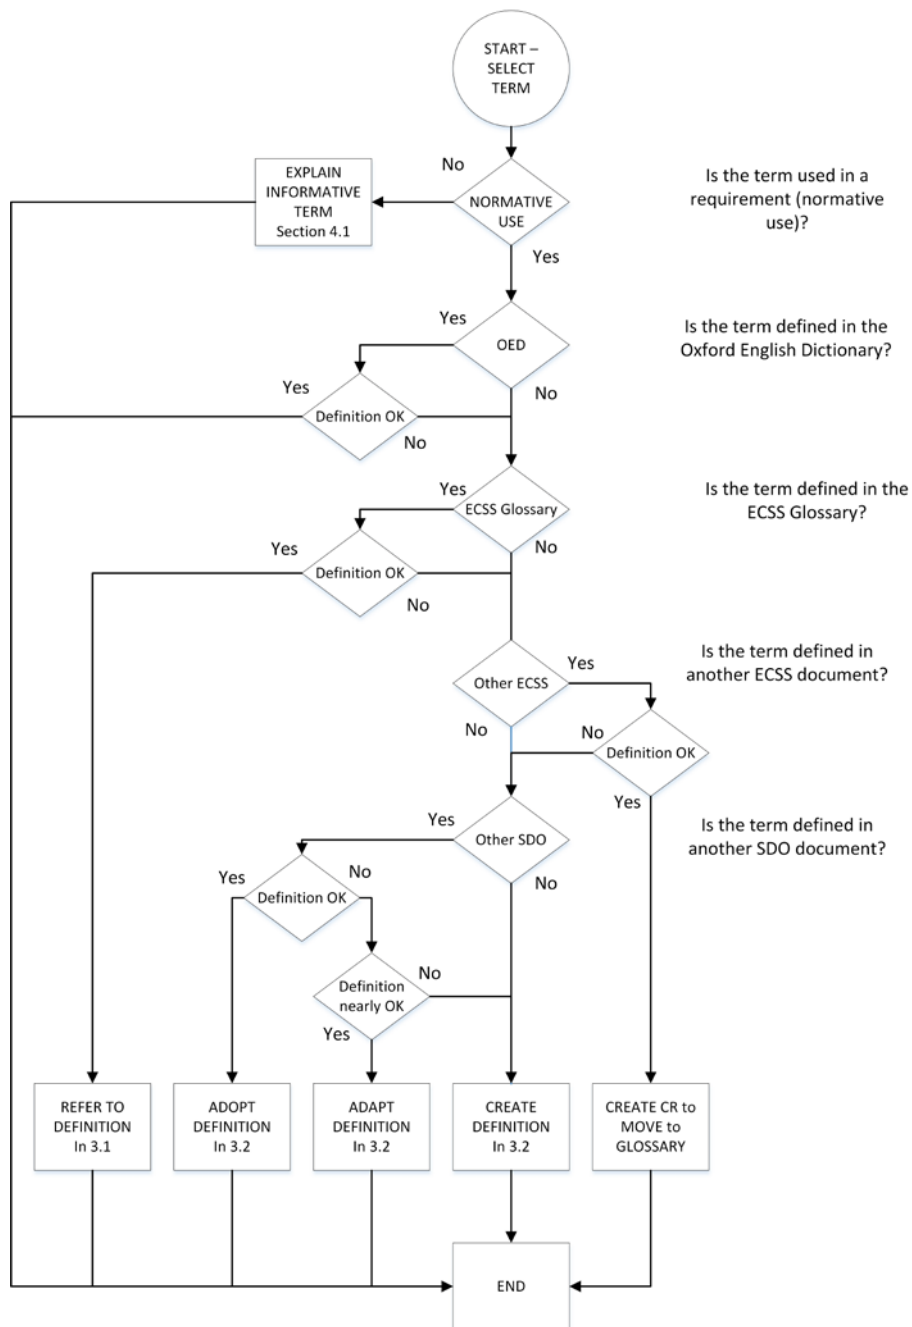 START –
SELECT
TERM
No
EXPLAIN
INFORMATIVE
TERM
Section 4.1
NORMATIVE
USE
Is the term used in a
requirement (normative
use)?
Yes
Yes
OED
Is the term defined in the
Oxford English Dictionary?
Yes
No
Definition OK
No
Yes
ECSS Glossary
Is the term defined in the
ECSS Glossary?
Yes
No
Definition OK
No
Other ECSS
Yes
Is the term defined in
another ECSS document?
No
No
Definition OK
Yes
Yes
Other SDO
Is the term defined in
another SDO document?
Yes
No
No
Definition OK
No
Definition
nearly OK
Yes
REFER TO
DEFINITION
In 3.1
ADOPT
DEFINITION
In 3.2
ADAPT
DEFINITION
In 3.2
CREATE
DEFINITION
In 3.2
CREATE CR to
MOVE to
GLOSSARY
END